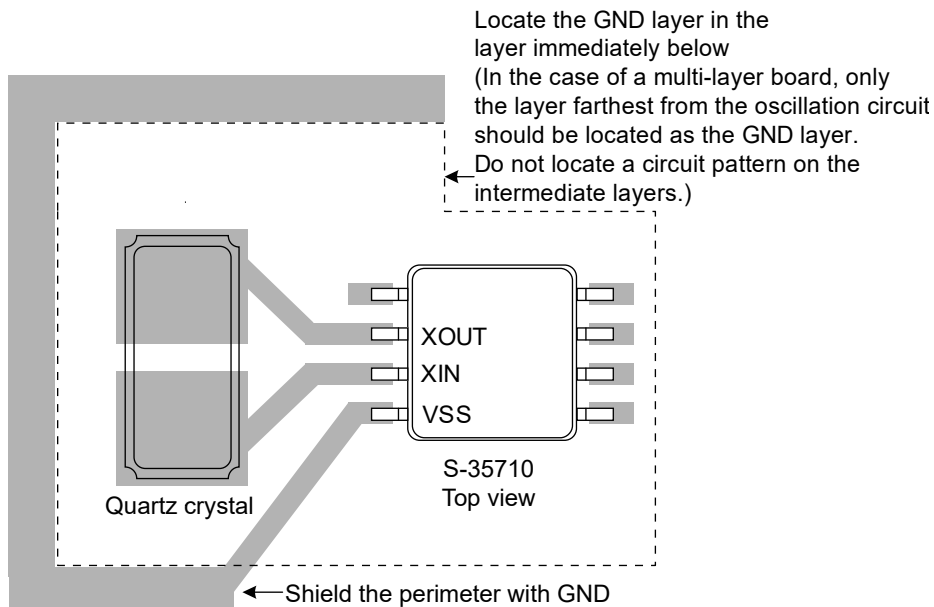 Locate the GND layer in the
layer immediately below
(In the case of a multi-layer board, only
the layer farthest from the oscillation circuit
should be located as the GND layer.
Do not locate a circuit pattern on the
intermediate layers.)
XOUT
XIN
VSS
S-35710
Top view
Quartz crystal
Shield the perimeter with GND